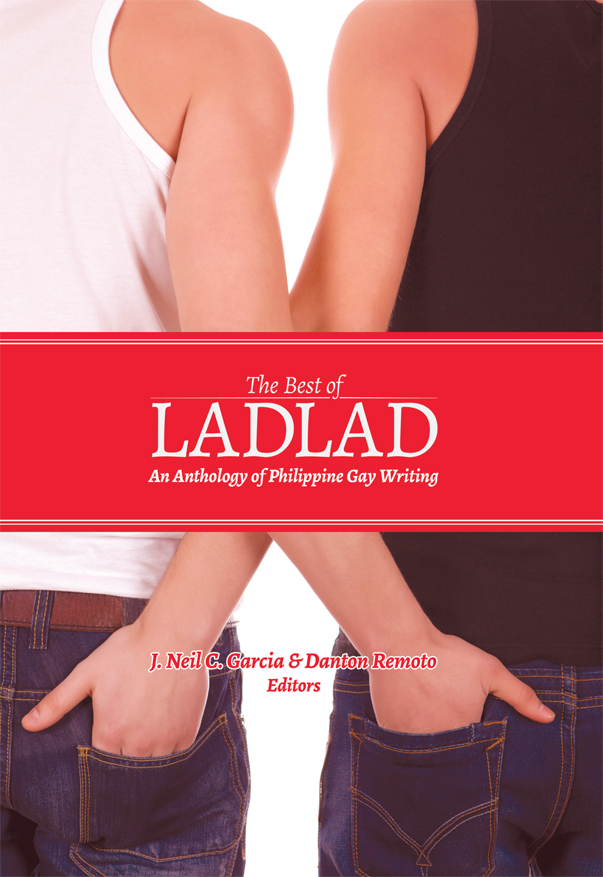 The Best of
LADLAD
An Anthology of Philippine Gay Writing
J. Neil C. Garcia & Danton Remoto
Editors